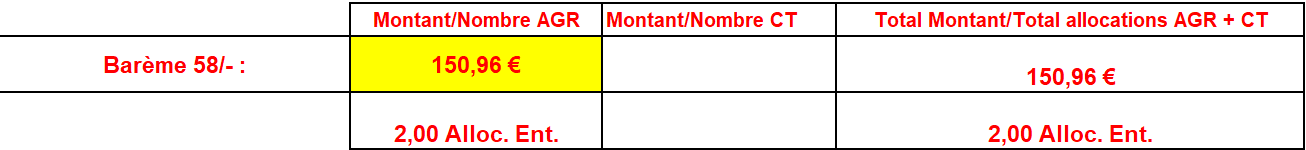 Montant/Nombre AGR Montant/Nombre CT Total Montant/Total allocations AGR + CT
Barème 58/- : 150,96 € 150,96 €
2,00 Alloc. Ent. 2,00 Alloc. Ent.